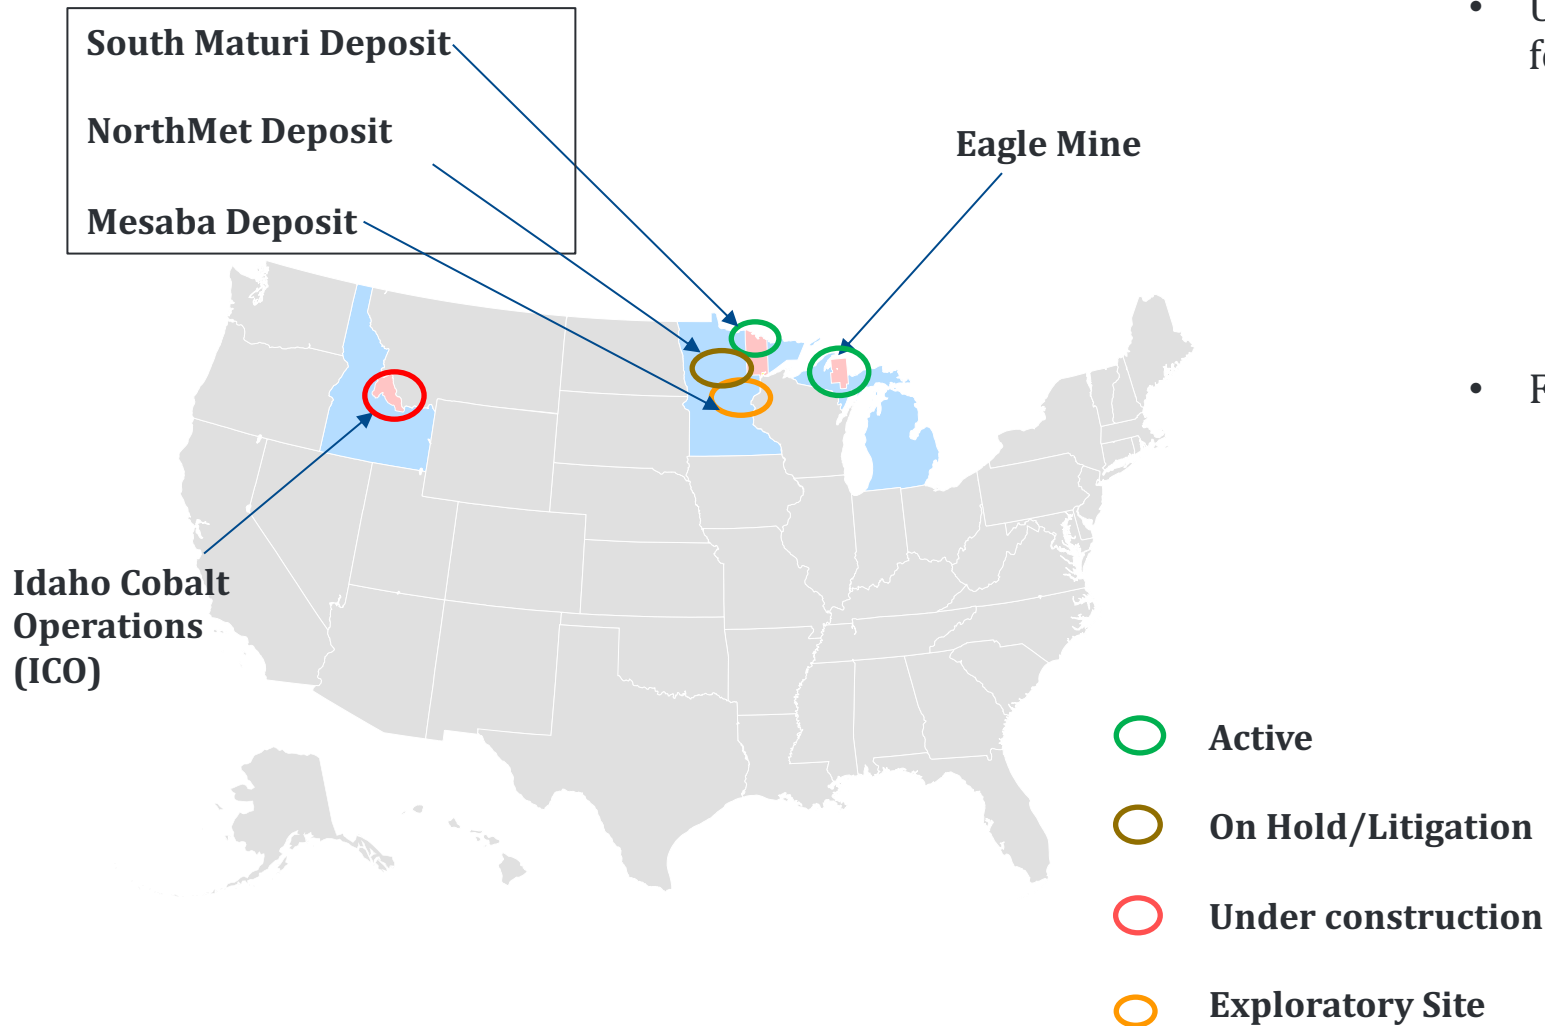 South Maturi Deposit
NorthMet Deposit
Mesaba Deposit
Eagle Mine
Idaho Cobalt
Operations
(ICO)
Active
On Hold/Litigation
Under construction
Exploratory Site